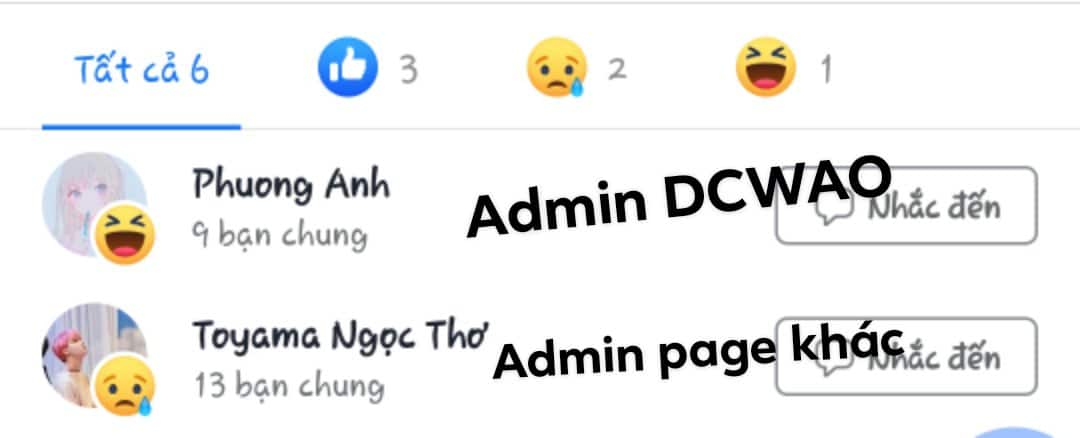 Tất cả 6 3 2 1
Phuong Anh
Admin DCWAO
Nhắc đến
9 bạn chung
Toyama Ngọc Thơ
Admin page khác
Nhắc đến
13 bạn chung